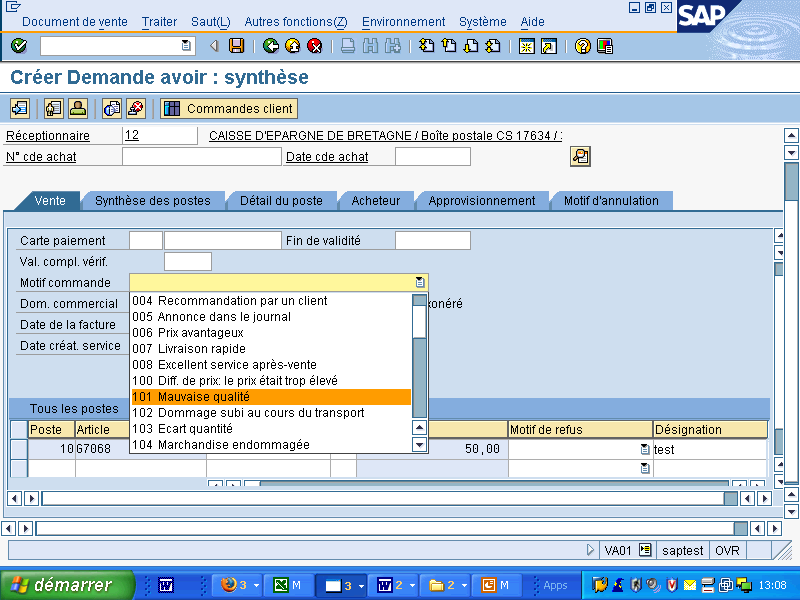 Document de vente Traiter Saut(L) Autres fonctions(Z) Environnement Système Aide
SAP
Créer Demande avoir : synthèse
Commandes client
Réceptionnaire 12 CAISSE D'EPARGNE DE BRETAGNE / Boîte postale CS 17634 /
N° cde achat Date cde achat
Vente Synthèse des postes Détail du poste Acheteur Approvisionnement Motif d'annulation
Carte paiement Fin de validité
Val. compl. vérif.
Motif commande
Dom. commercial xonéré
Date de la facture
Date créat. service
004 Recommandation par un client
005 Annonce dans le journal
006 Prix avantageux
007 Livraison rapide
008 Excellent service après-vente
100 Diff. de prix: le prix était trop élevé
101 Mauvaise qualité
102 Dommage subi au cours du transport
103 Ecart quantité
104 Marchandise endommagée
Tous les postes
Poste Article Motif de refus Désignation
10 G7068 50,00 test
VA01 saptest OVR
démarrer 3 M 3 2 2 M Apps 13:08